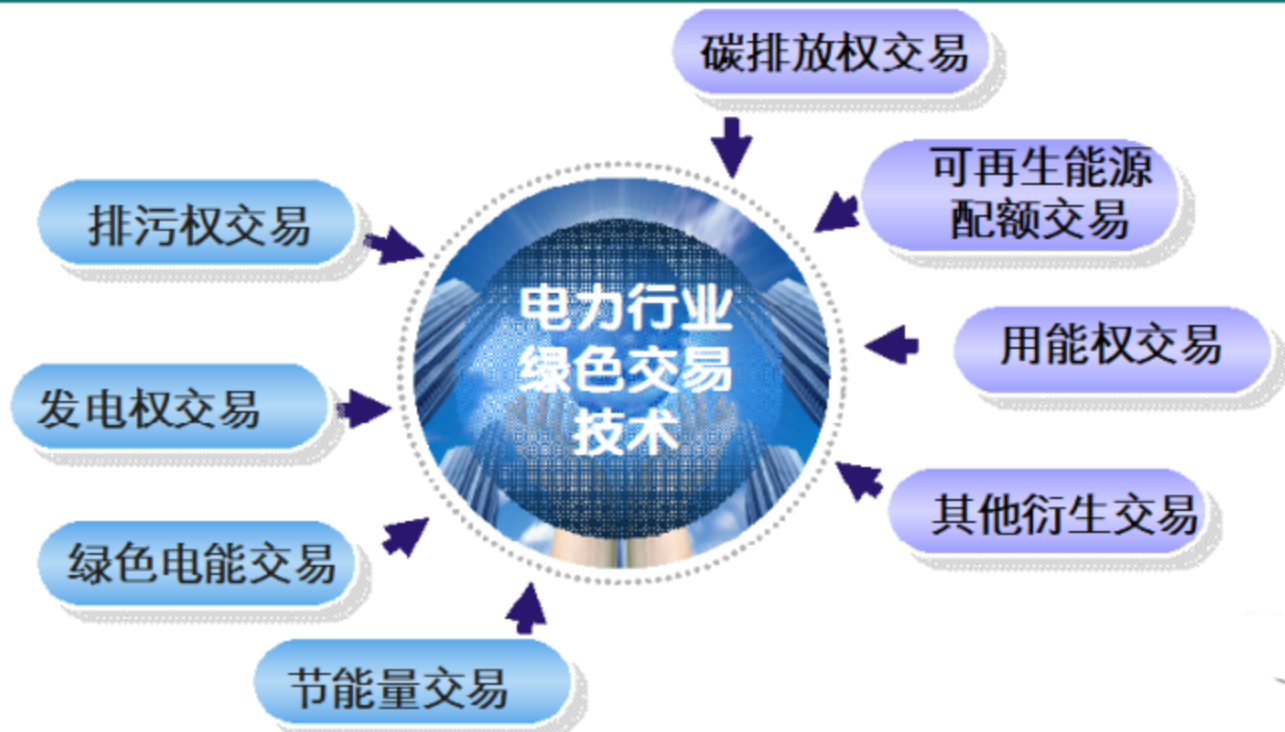 碳排放权交易
可再生能源
配额交易
排污权交易
电力行业
绿色交易
技术
用能权交易
发电权交易
其他衍生交易
绿色电能交易
节能量交易